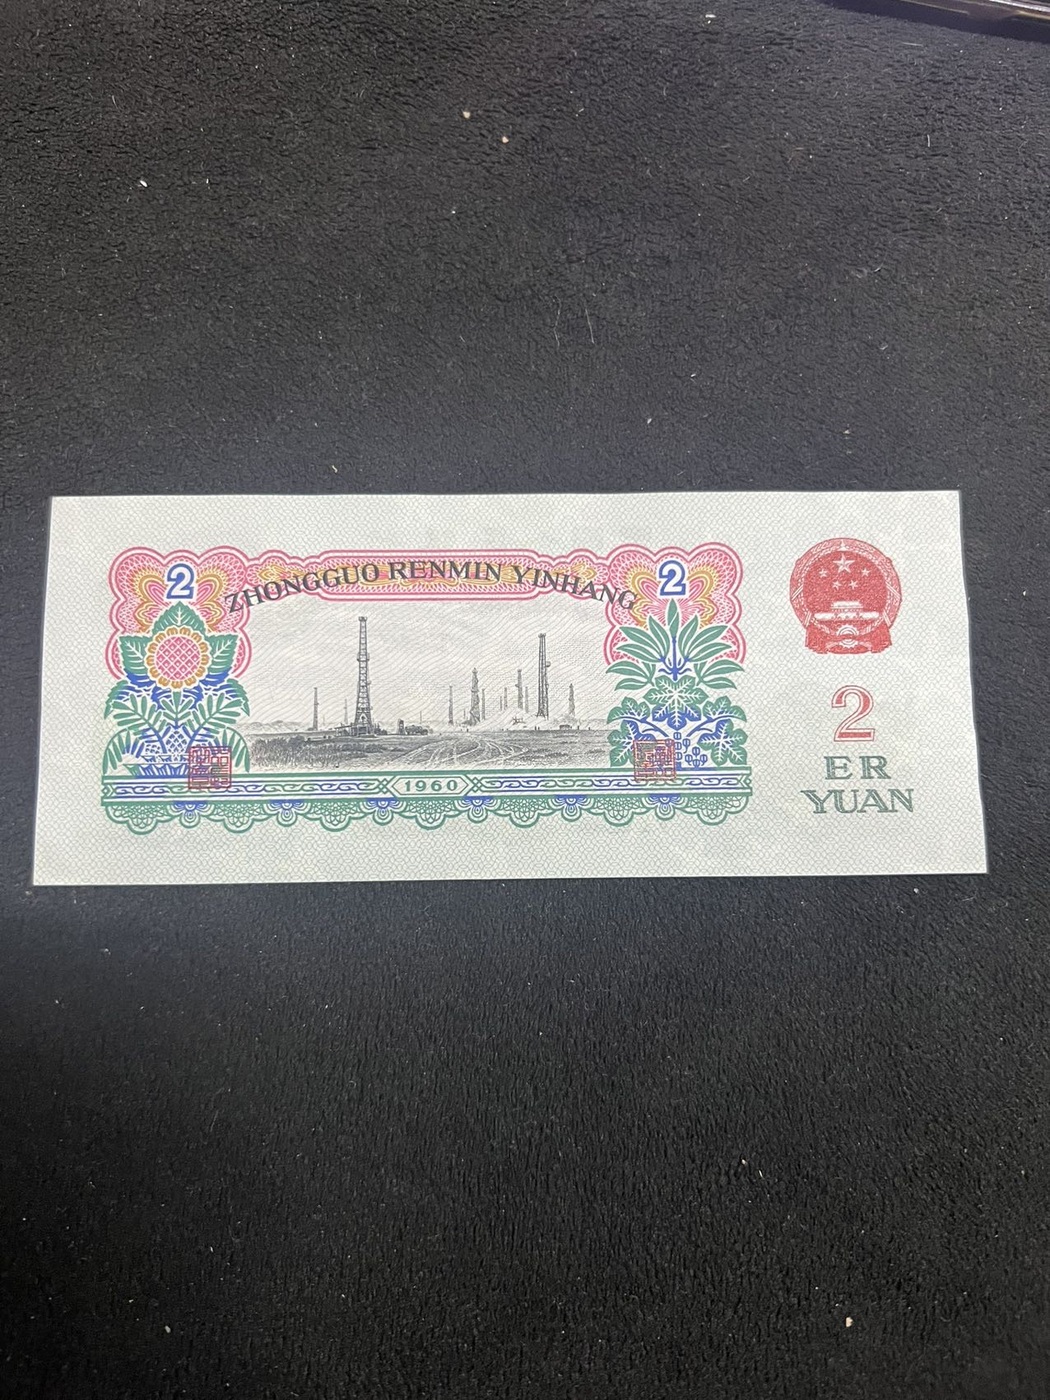 2
ZHONGGUO RENMIN YINHANG
2
1960
2
ER
YUAN